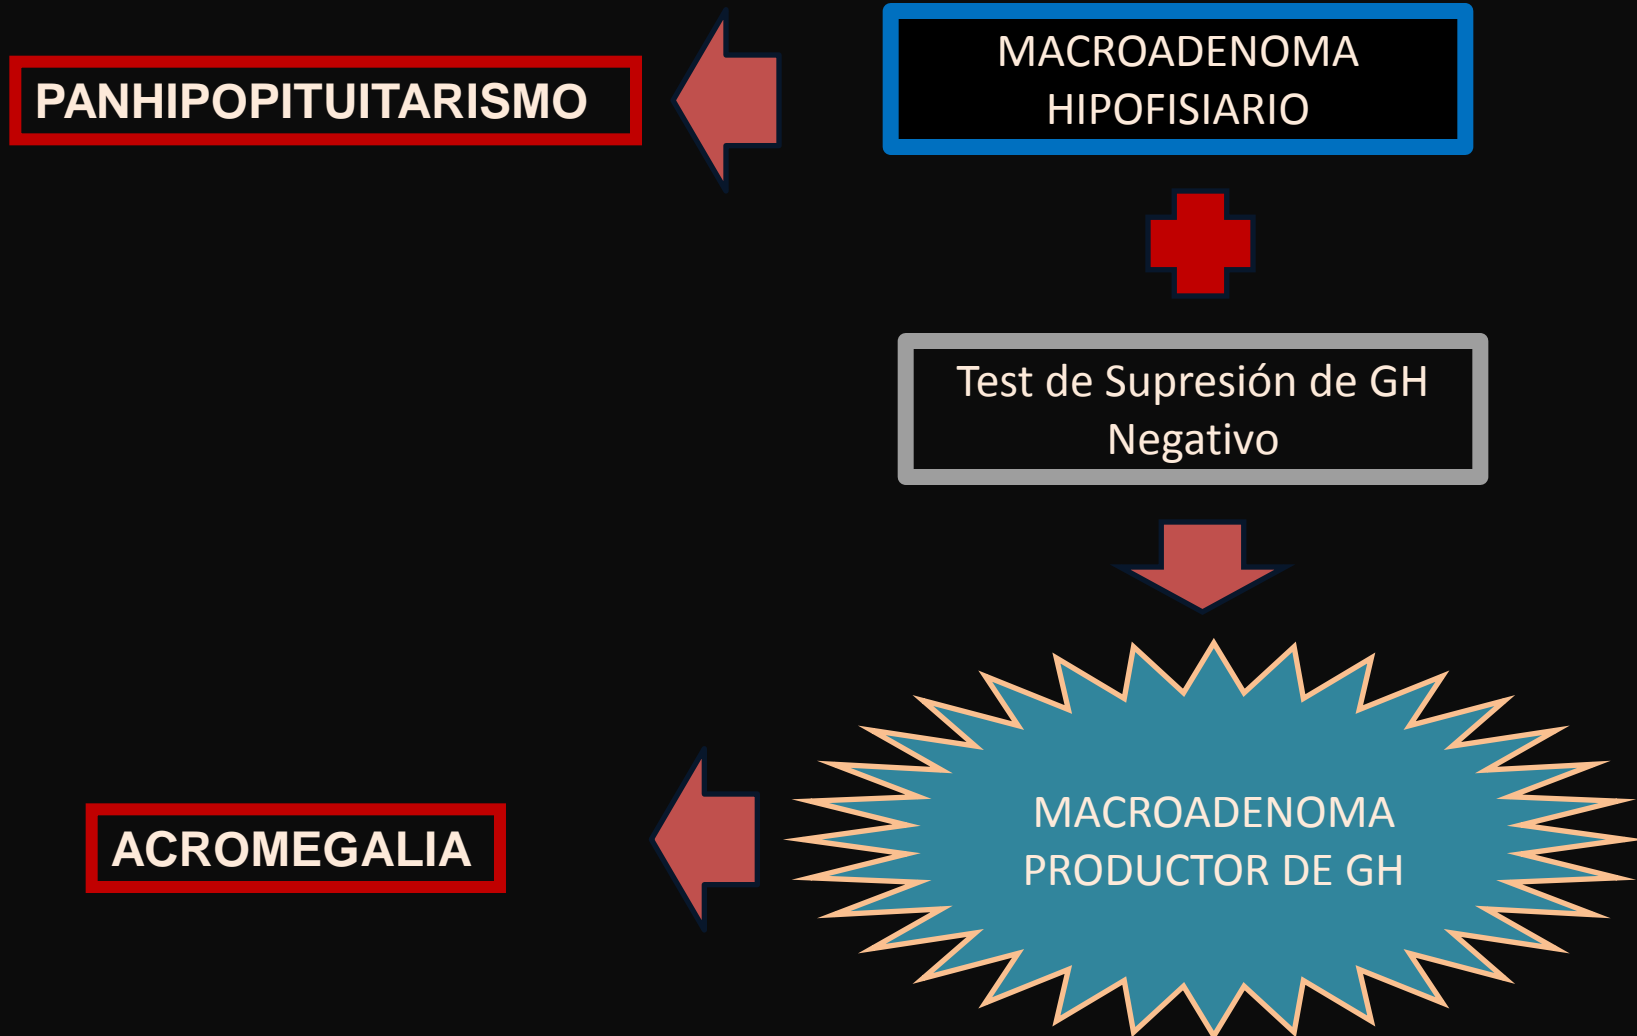 MACROADENOMA
HIPOFISIARIO
PANHIPOPITUITARISMO
Test de Supresión de GH
Negativo
MACROADENOMA
PRODUCTOR DE GH
ACROMEGALIA